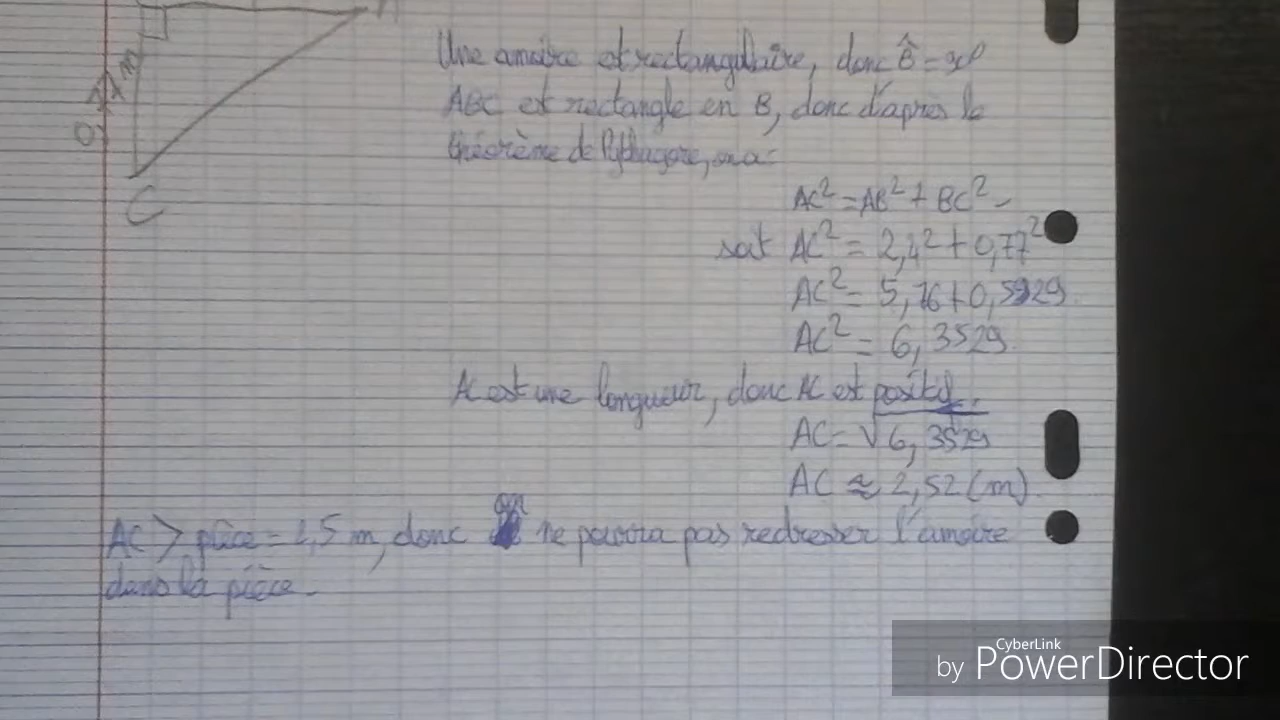 A
0,77m
C
Une amoire est rectangulaire, donc B̂ = 90°
ABC est rectangle en B, donc d'après le
théorème de Pythagore, on a:
AC² = AB² + BC²
soit AC² = 2,4² + 0,77²
AC² = 5,76 + 0,5929
AC² = 6,3529.
AC est une longueur, donc AC est positif.
AC = √6,3529
AC ≈ 2,52 (m)
AC > pièce = 2,5 m, donc on ne pourra pas redresser l'amoire
dans la pièce.
CyberLink
by PowerDirector